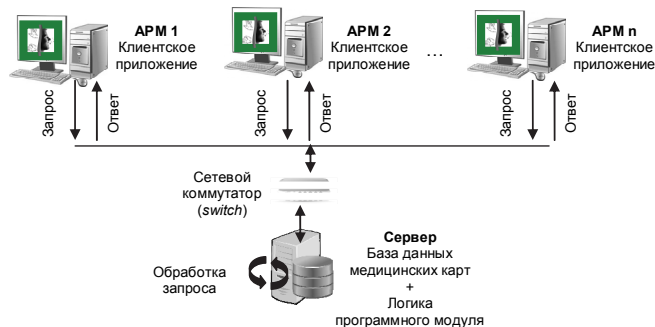 АРМ 1
Клиентское
приложение
АРМ 2
Клиентское
приложение
...
АРМ n
Клиентское
приложение
Запрос
Ответ
Запрос
Ответ
Запрос
Ответ
Сетевой
коммутатор
(switch)
Сервер
База данных
медицинских карт
+
Логика
программного модуля
Обработка
запроса